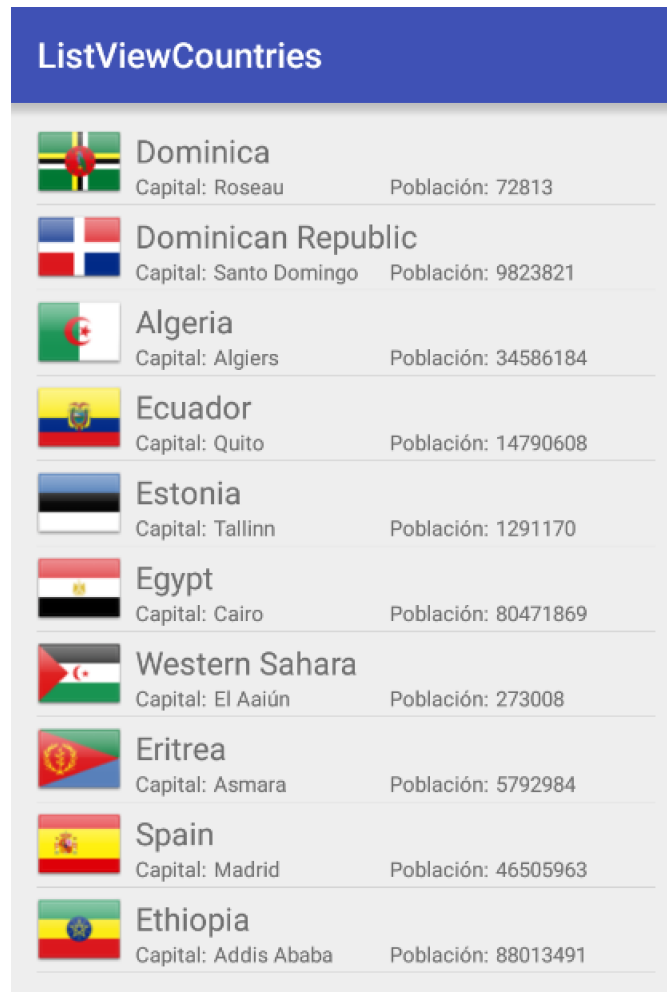 ListViewCountries
Dominica
Capital: Roseau Población: 72813
Dominican Republic
Capital: Santo Domingo Población: 9823821
Algeria
Capital: Algiers Población: 34586184
Ecuador
Capital: Quito Población: 14790608
Estonia
Capital: Tallinn Población: 1291170
Egypt
Capital: Cairo Población: 80471869
Western Sahara
Capital: El Aaiún Población: 273008
Eritrea
Capital: Asmara Población: 5792984
Spain
Capital: Madrid Población: 46505963
Ethiopia
Capital: Addis Ababa Población: 88013491